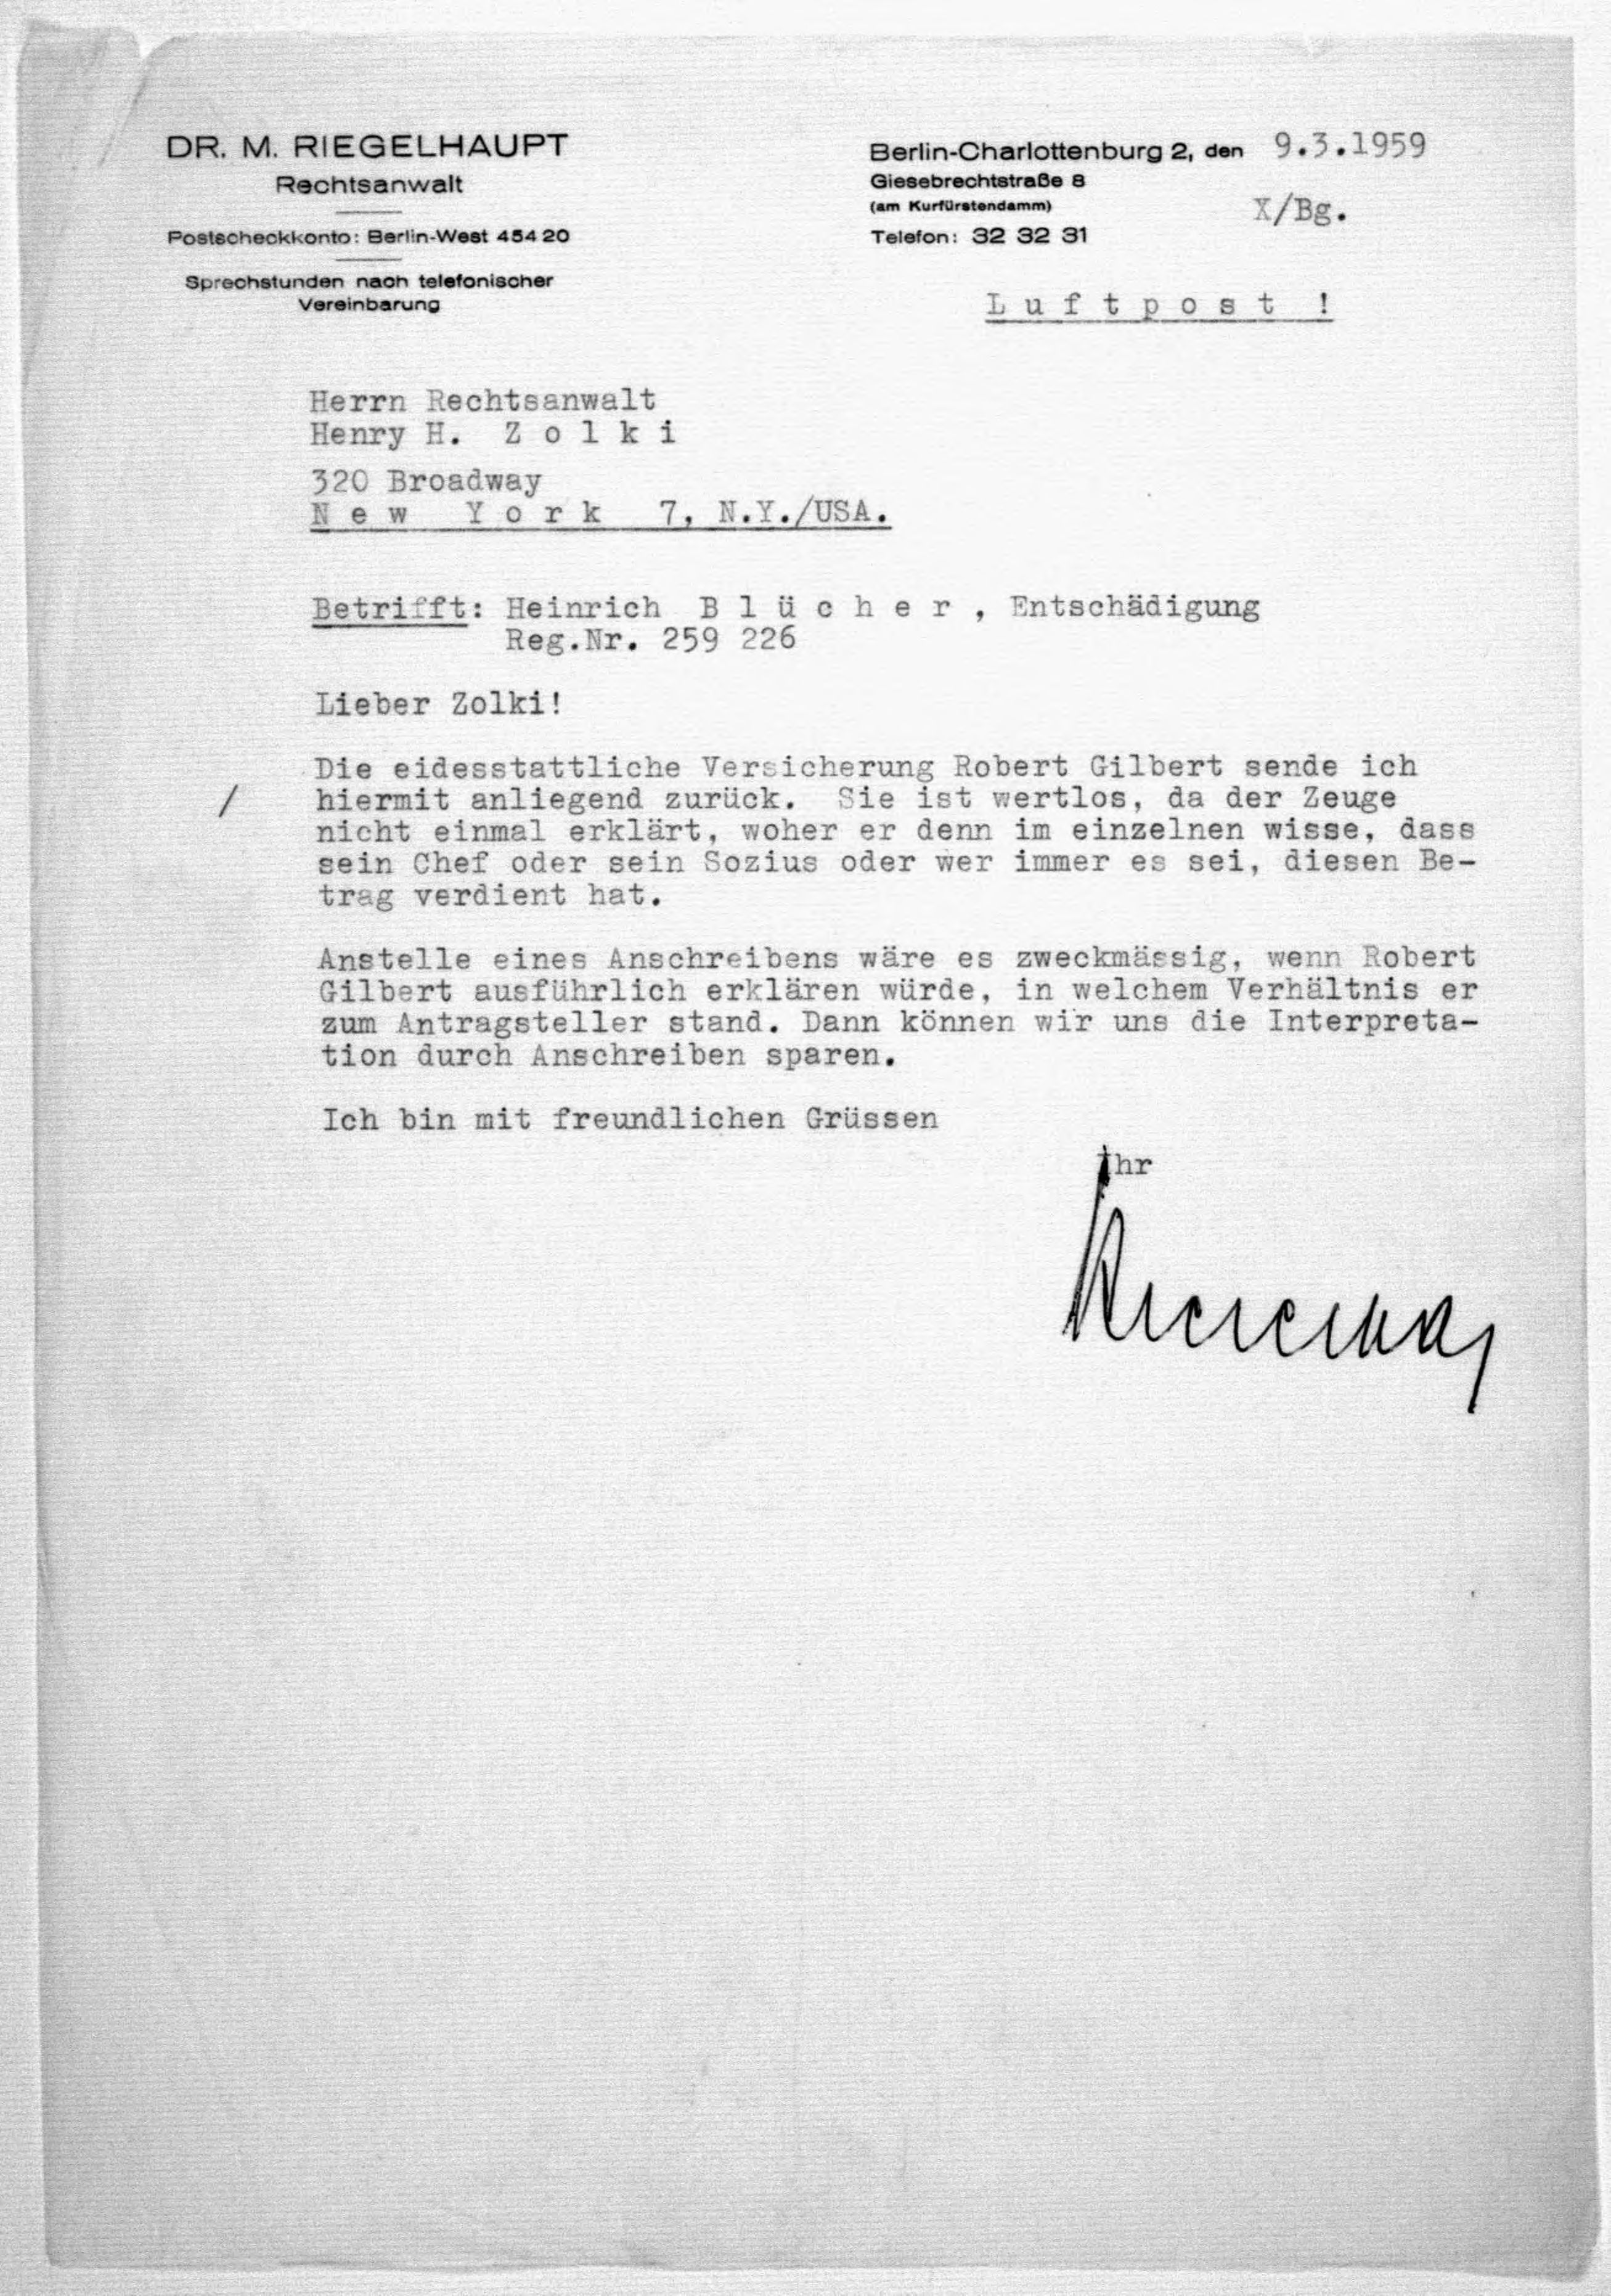 DR. M. RIEGELHAUPT
Rechtsanwalt
Postscheckkonto: Berlin-West 454 20
Sprechstunden nach telefonischer
Vereinbarung
Berlin-Charlottenburg 2, den 9.3.1959
Giesebrechtstraße 8
(am Kurfürstendamm)
X/Bg.
Telefon: 32 32 31
L u f t p o s t !
Herrn Rechtsanwalt
Henry H. Z o l k i
320 Broadway
N e w Y o r k 7, N.Y./USA.
Betrifft: Heinrich B l ü c h e r , Entschädigung
Reg.Nr. 259 226
Lieber Zolki!
Die eidesstattliche Versicherung Robert Gilbert sende ich
/ hiermit anliegend zurück. Sie ist wertlos, da der Zeuge
nicht einmal erklärt, woher er denn im einzelnen wisse, dass
sein Chef oder sein Sozius oder wer immer es sei, diesen Be-
trag verdient hat.
Anstelle eines Anschreibens wäre es zweckmässig, wenn Robert
Gilbert ausführlich erklären würde, in welchem Verhältnis er
zum Antragsteller stand. Dann können wir uns die Interpreta-
tion durch Anschreiben sparen.
Ich bin mit freundlichen Grüssen
Ihr